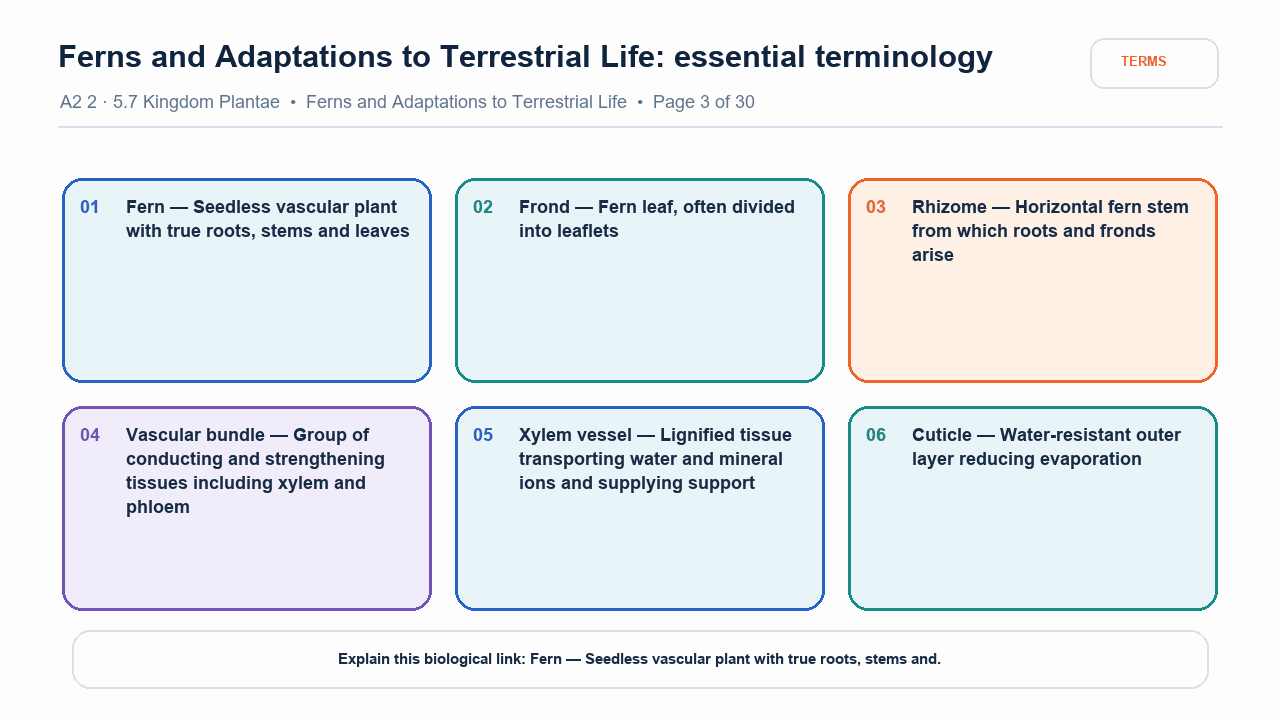 Ferns and Adaptations to Terrestrial Life: essential terminology
TERMS
A2 2 · 5.7 Kingdom Plantae • Ferns and Adaptations to Terrestrial Life • Page 3 of 30
01 Fern — Seedless vascular plant
with true roots, stems and leaves
02 Frond — Fern leaf, often divided
into leaflets
03 Rhizome — Horizontal fern stem
from which roots and fronds
arise
04 Vascular bundle — Group of
conducting and strengthening
tissues including xylem and
phloem
05 Xylem vessel — Lignified tissue
transporting water and mineral
ions and supplying support
06 Cuticle — Water-resistant outer
layer reducing evaporation
Explain this biological link: Fern — Seedless vascular plant with true roots, stems and.